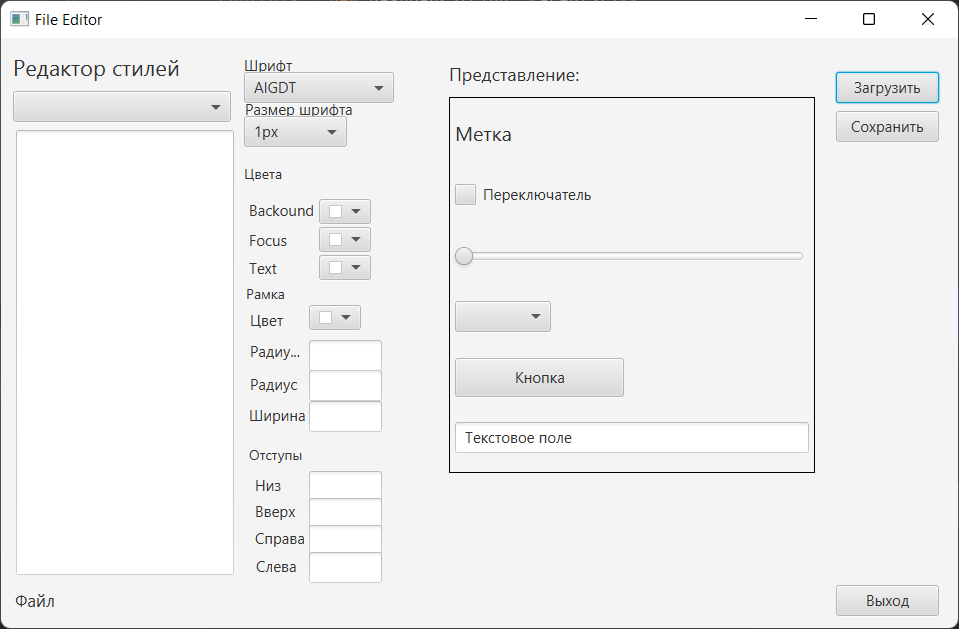 File Editor
Редактор стилей
Шрифт
AIGDT
Размер шрифта
1px
Цвета
Backound
Focus
Text
Рамка
Цвет
Радиу...
Радиус
Ширина
Отступы
Низ
Вверх
Справа
Слева
Файл
Представление:
Метка
Переключатель
Кнопка
Текстовое поле
Загрузить
Сохранить
Выход